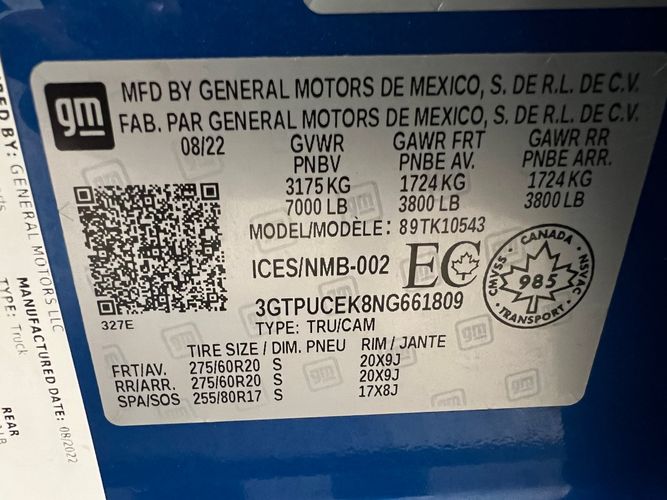 gm
MFD BY GENERAL MOTORS DE MEXICO, S. DE R.L. DE C.V.
FAB. PAR GENERAL MOTORS DE MEXICO, S. DE R.L. DE C.V.
08/22 GVWR GAWR FRT GAWR RR
PNBV PNBE AV. PNBE ARR.
3175 KG 1724 KG 1724 KG
7000 LB 3800 LB 3800 LB
MODEL/MODÈLE: 89TK10543
ICES/NMB-002 EC
CANADA
CMVSS 985 NSVAC
TRANSPORT
3GTPUCEK8NG661809
327E
TYPE: TRU/CAM
TIRE SIZE / DIM. PNEU RIM / JANTE
FRT/AV. 275/60R20 S 20X9J
RR/ARR. 275/60R20 S 20X9J
SPA/SOS 255/80R17 S 17X8J
BY: GENERAL MOTORS LLC
MANUFACTURED DATE: 08/2022
TYPE: Truck
REAR